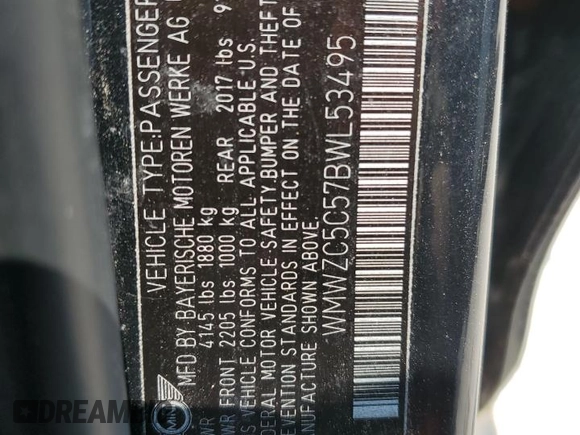 VEHICLE TYPE:PASSENGER
MFD BY BAYERISCHE MOTOREN WERKE AG
4145 lbs 1880 kg
FRONT 2205 lbs 1000 kg REAR 2017 lbs 9
VEHICLE CONFORMS TO ALL APPLICABLE U.S.
DERAL MOTOR VEHICLE-SAFETY,BUMPER AND THEFT
EVENTION STANDARDS IN EFFECT ON THE DATE OF
NUFACTURE SHOWN ABOVE.
WMWZC5C57BWL53495
MINI
DREAM